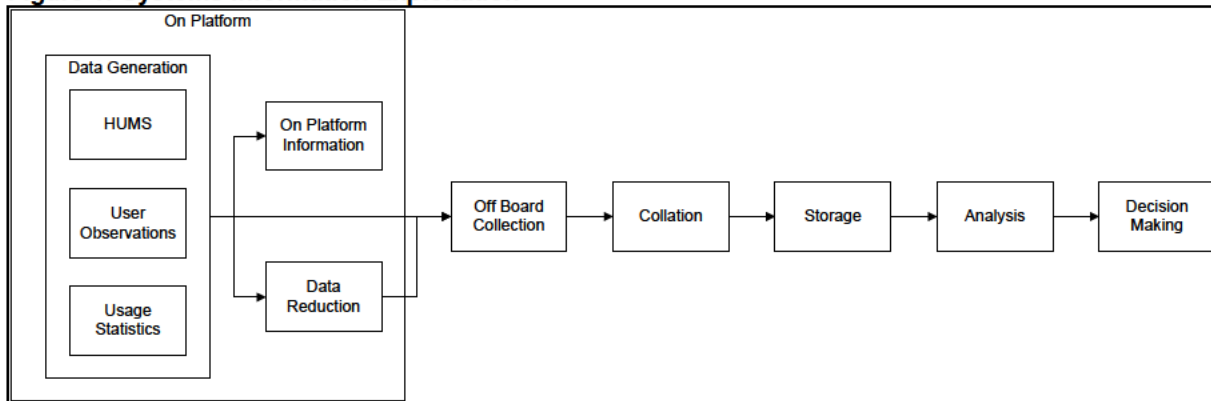 On Platform
Data Generation
HUMS
User
Observations
Usage
Statistics
On Platform
Information
Data
Reduction
Off Board
Collection
Collation
Storage
Analysis
Decision
Making